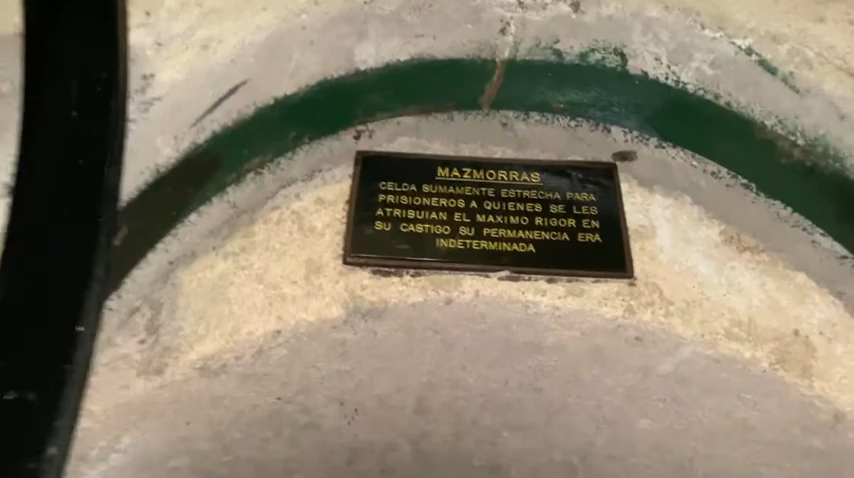 MAZMORRAS
CELDA SUMAMENTE ESTRECHA PARA
PRISIONEROS A QUIENES SE LES
ATRIBUIAN EL MAXIMO RIGOR EN
SU CASTIGO SU PERMANENCIA ERA
INDETERMINADA